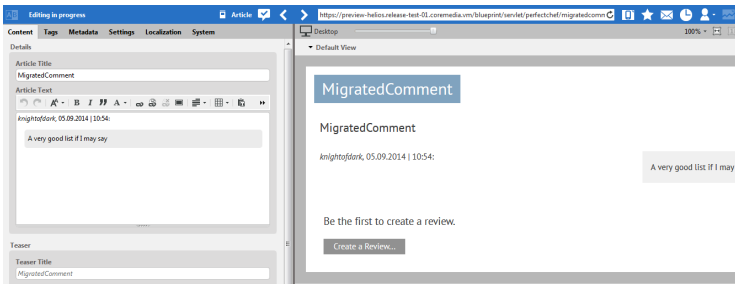 Editing in progress
Article
https://preview-helios.release-test-01.coremedia.vm/blueprint/servlet/perfectchef/migratedcomn
Content Tags Metadata Settings Localization System
Desktop
100%
Details
Default View
Article Title
MigratedComment
Article Text
B I A
knightofdark, 05.09.2014 | 10:54:
A very good list if I may say
Teaser
Teaser Title
MigratedComment
MigratedComment
MigratedComment
knightofdark, 05.09.2014 | 10:54:
A very good list if I may
Be the first to create a review.
Create a Review...